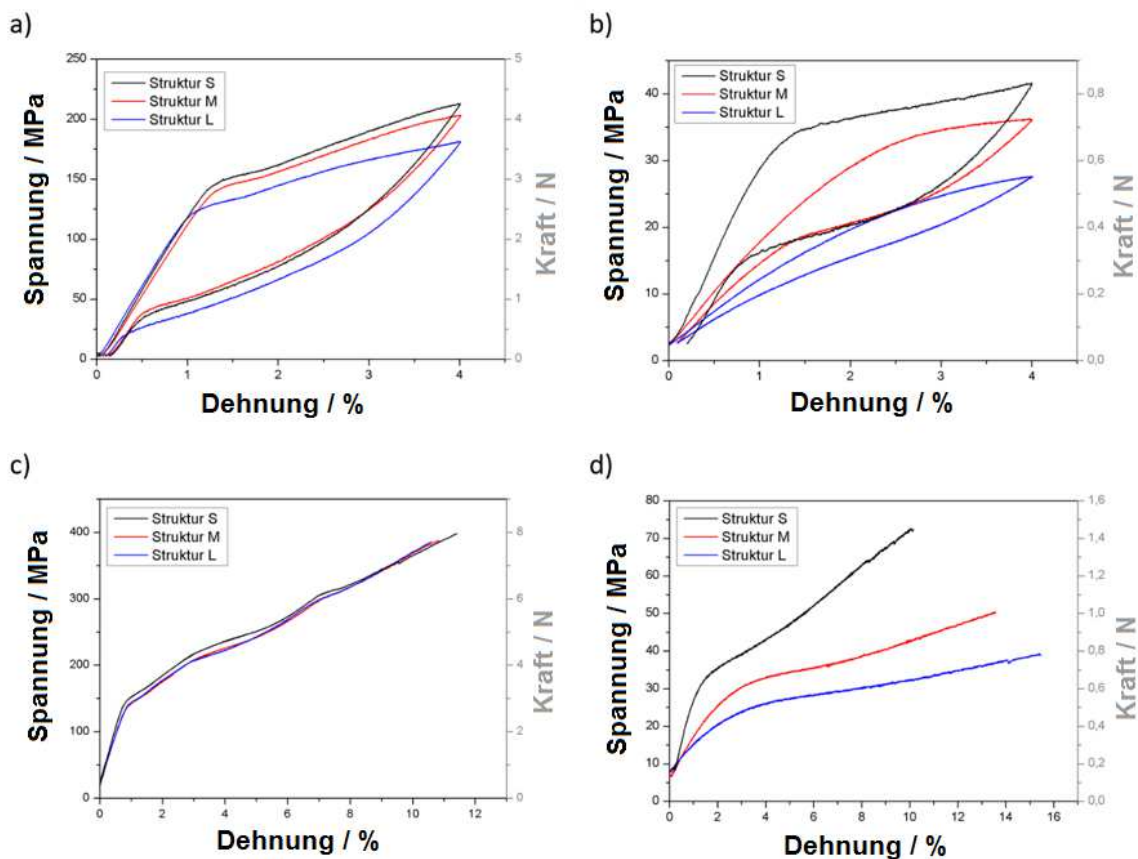 a)
250
200
150
100
50
0
Spannung / MPa
Struktur S
Struktur M
Struktur L
5
4
3
2
1
0
Kraft / N
0
1
2
3
4
Dehnung / %
b)
40
30
20
10
0
Spannung / MPa
Struktur S
Struktur M
Struktur L
0,8
0,6
0,4
0,2
0,0
Kraft / N
0
1
2
3
4
Dehnung / %
c)
400
300
200
100
0
Spannung / MPa
Struktur S
Struktur M
Struktur L
8
6
4
2
0
Kraft / N
0
2
4
6
8
10
12
Dehnung / %
d)
80
70
60
50
40
30
20
10
0
Spannung / MPa
Struktur S
Struktur M
Struktur L
1,6
1,4
1,2
1,0
0,8
0,6
0,4
0,2
0,0
Kraft / N
0
2
4
6
8
10
12
14
16
Dehnung / %